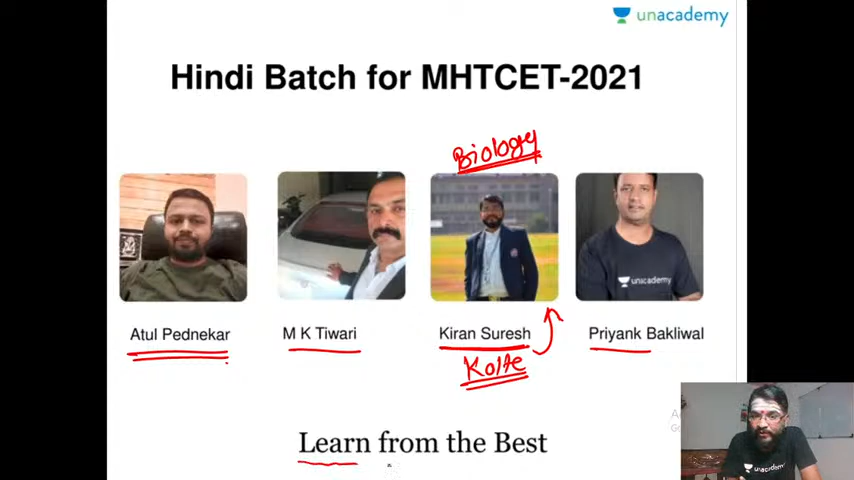 unacademy
Hindi Batch for MHTCET-2021
Biology
unacademy
Atul Pednekar
M K Tiwari
Kiran Suresh
Priyank Bakliwal
Kolte
Learn from the Best
unacademy